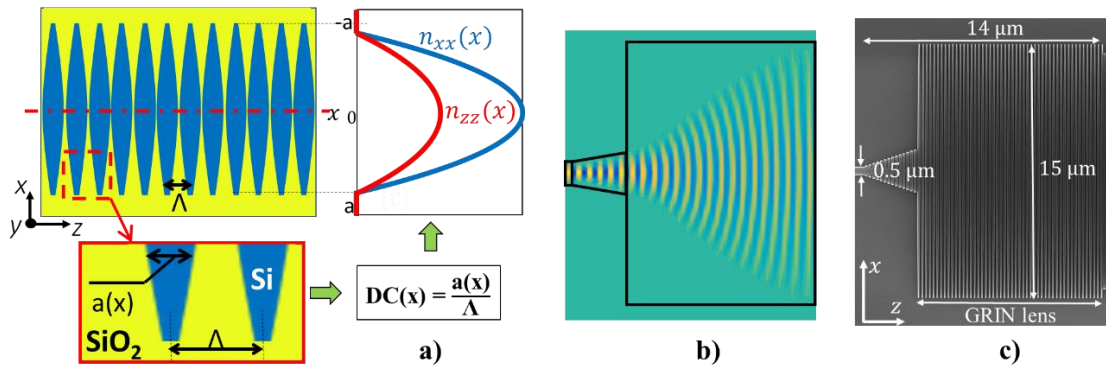 -a
n_xx(x)
x 0
n_zz(x)
a
Λ
x
y
z
a(x)
Si
SiO₂
Λ
DC(x) = a(x)/Λ
a)
b)
14 µm
0.5 µm
15 µm
x
z
GRIN lens
c)